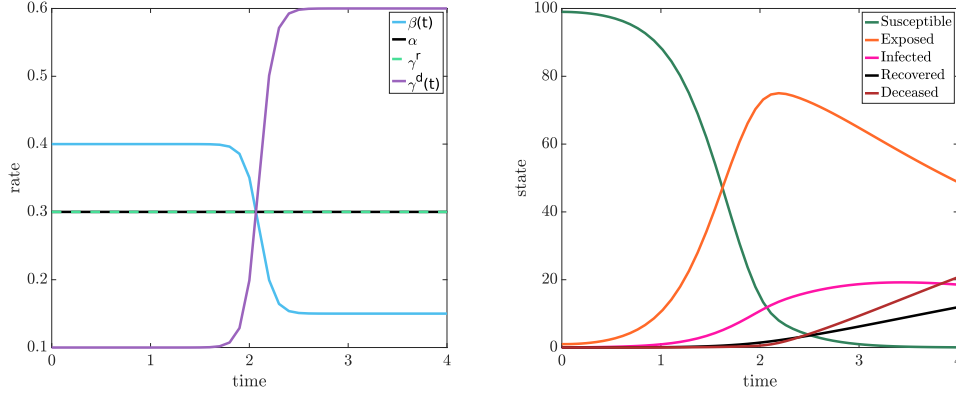 0.6
0.5
0.4
0.3
0.2
0.1
rate
0 1 2 3 4
time
β(t)
α
γʳ
γᵈ(t)
100
80
60
40
20
0
state
0 1 2 3 4
time
Susceptible
Exposed
Infected
Recovered
Deceased